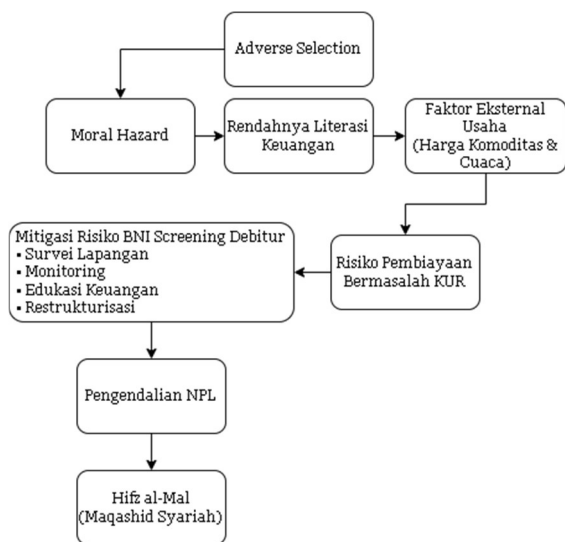 Adverse Selection
Moral Hazard
Rendahnya Literasi
Keuangan
Faktor Eksternal
Usaha
(Harga Komoditas &
Cuaca)
Mitigasi Risiko BNI Screening Debitur
▪ Survei Lapangan
▪ Monitoring
▪ Edukasi Keuangan
▪ Restrukturisasi
Risiko Pembiayaan
Bermasalah KUR
Pengendalian NPL
Hifz al-Mal
(Maqashid Syariah)